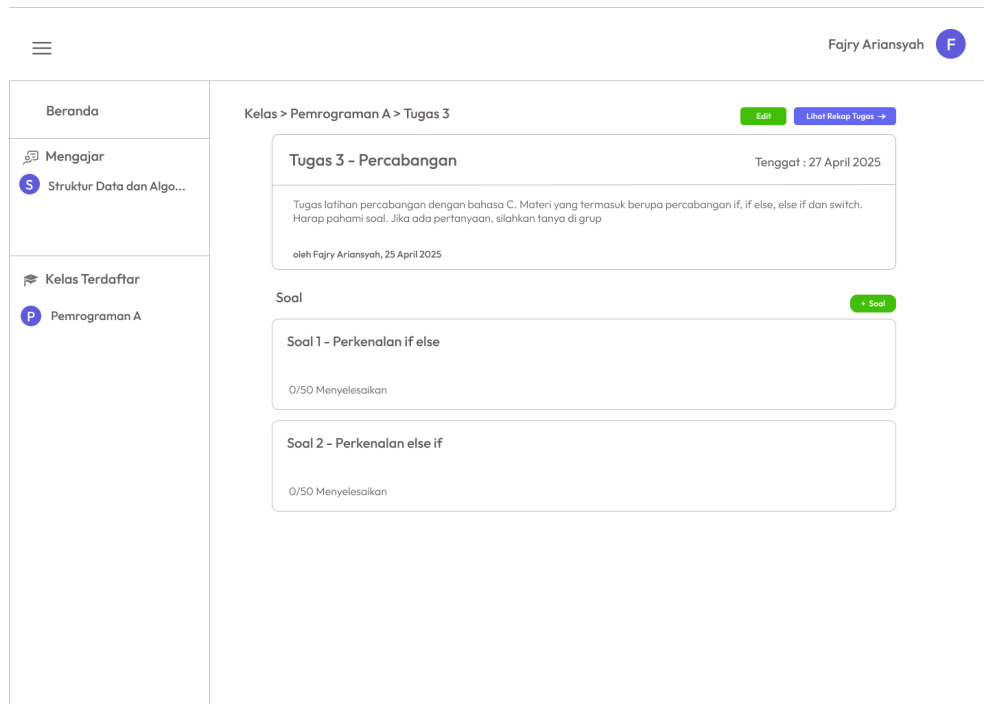 Fajry Ariansyah
F
Beranda
Mengajar
S
Struktur Data dan Algo...
Kelas Terdaftar
P
Pemrograman A
Kelas > Pemrograman A > Tugas 3
Edit
Lihat Rekap Tugas →
Tugas 3 - Percabangan
Tenggat : 27 April 2025
Tugas latihan percabangan dengan bahasa C. Materi yang termasuk berupa percabangan if, if else, else if dan switch.
Harap pahami soal. Jika ada pertanyaan, silahkan tanya di grup
oleh Fajry Ariansyah, 25 April 2025
Soal
+ Soal
Soal 1 - Perkenalan if else
0/50 Menyelesaikan
Soal 2 - Perkenalan else if
0/50 Menyelesaikan